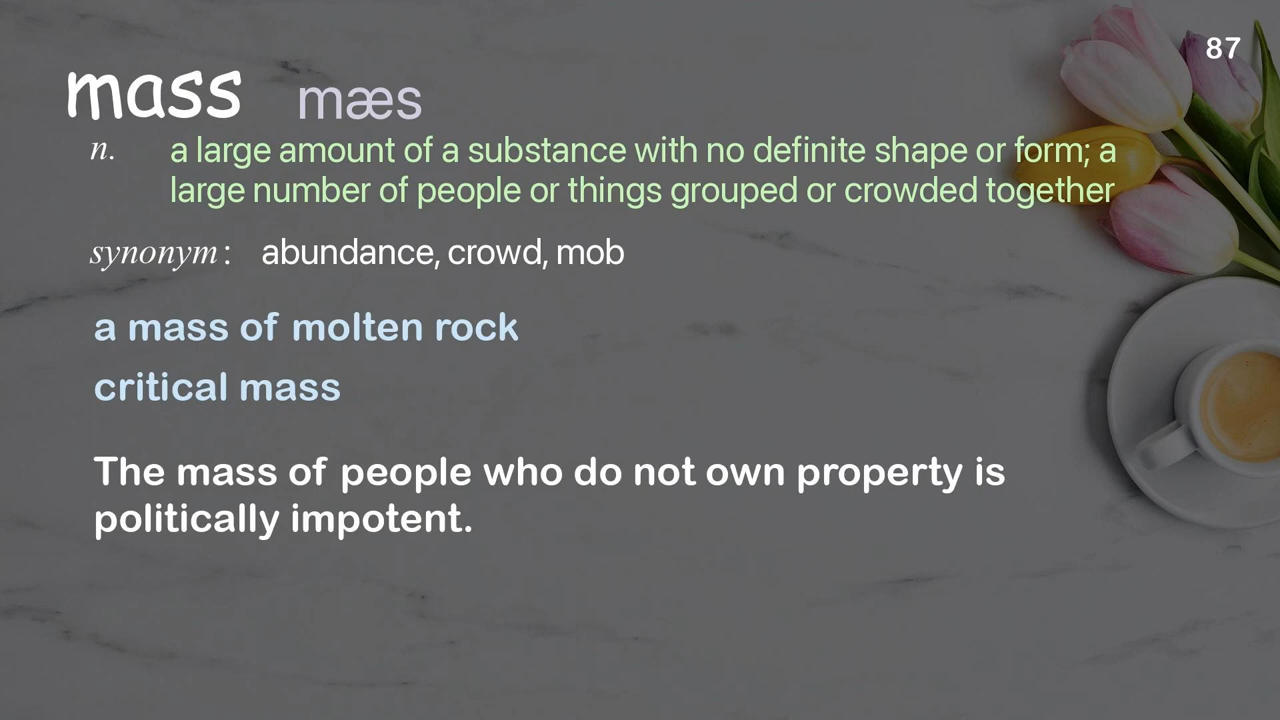 87
mass mæs
n. a large amount of a substance with no definite shape or form; a
large number of people or things grouped or crowded together
synonym: abundance, crowd, mob
a mass of molten rock
critical mass
The mass of people who do not own property is
politically impotent.